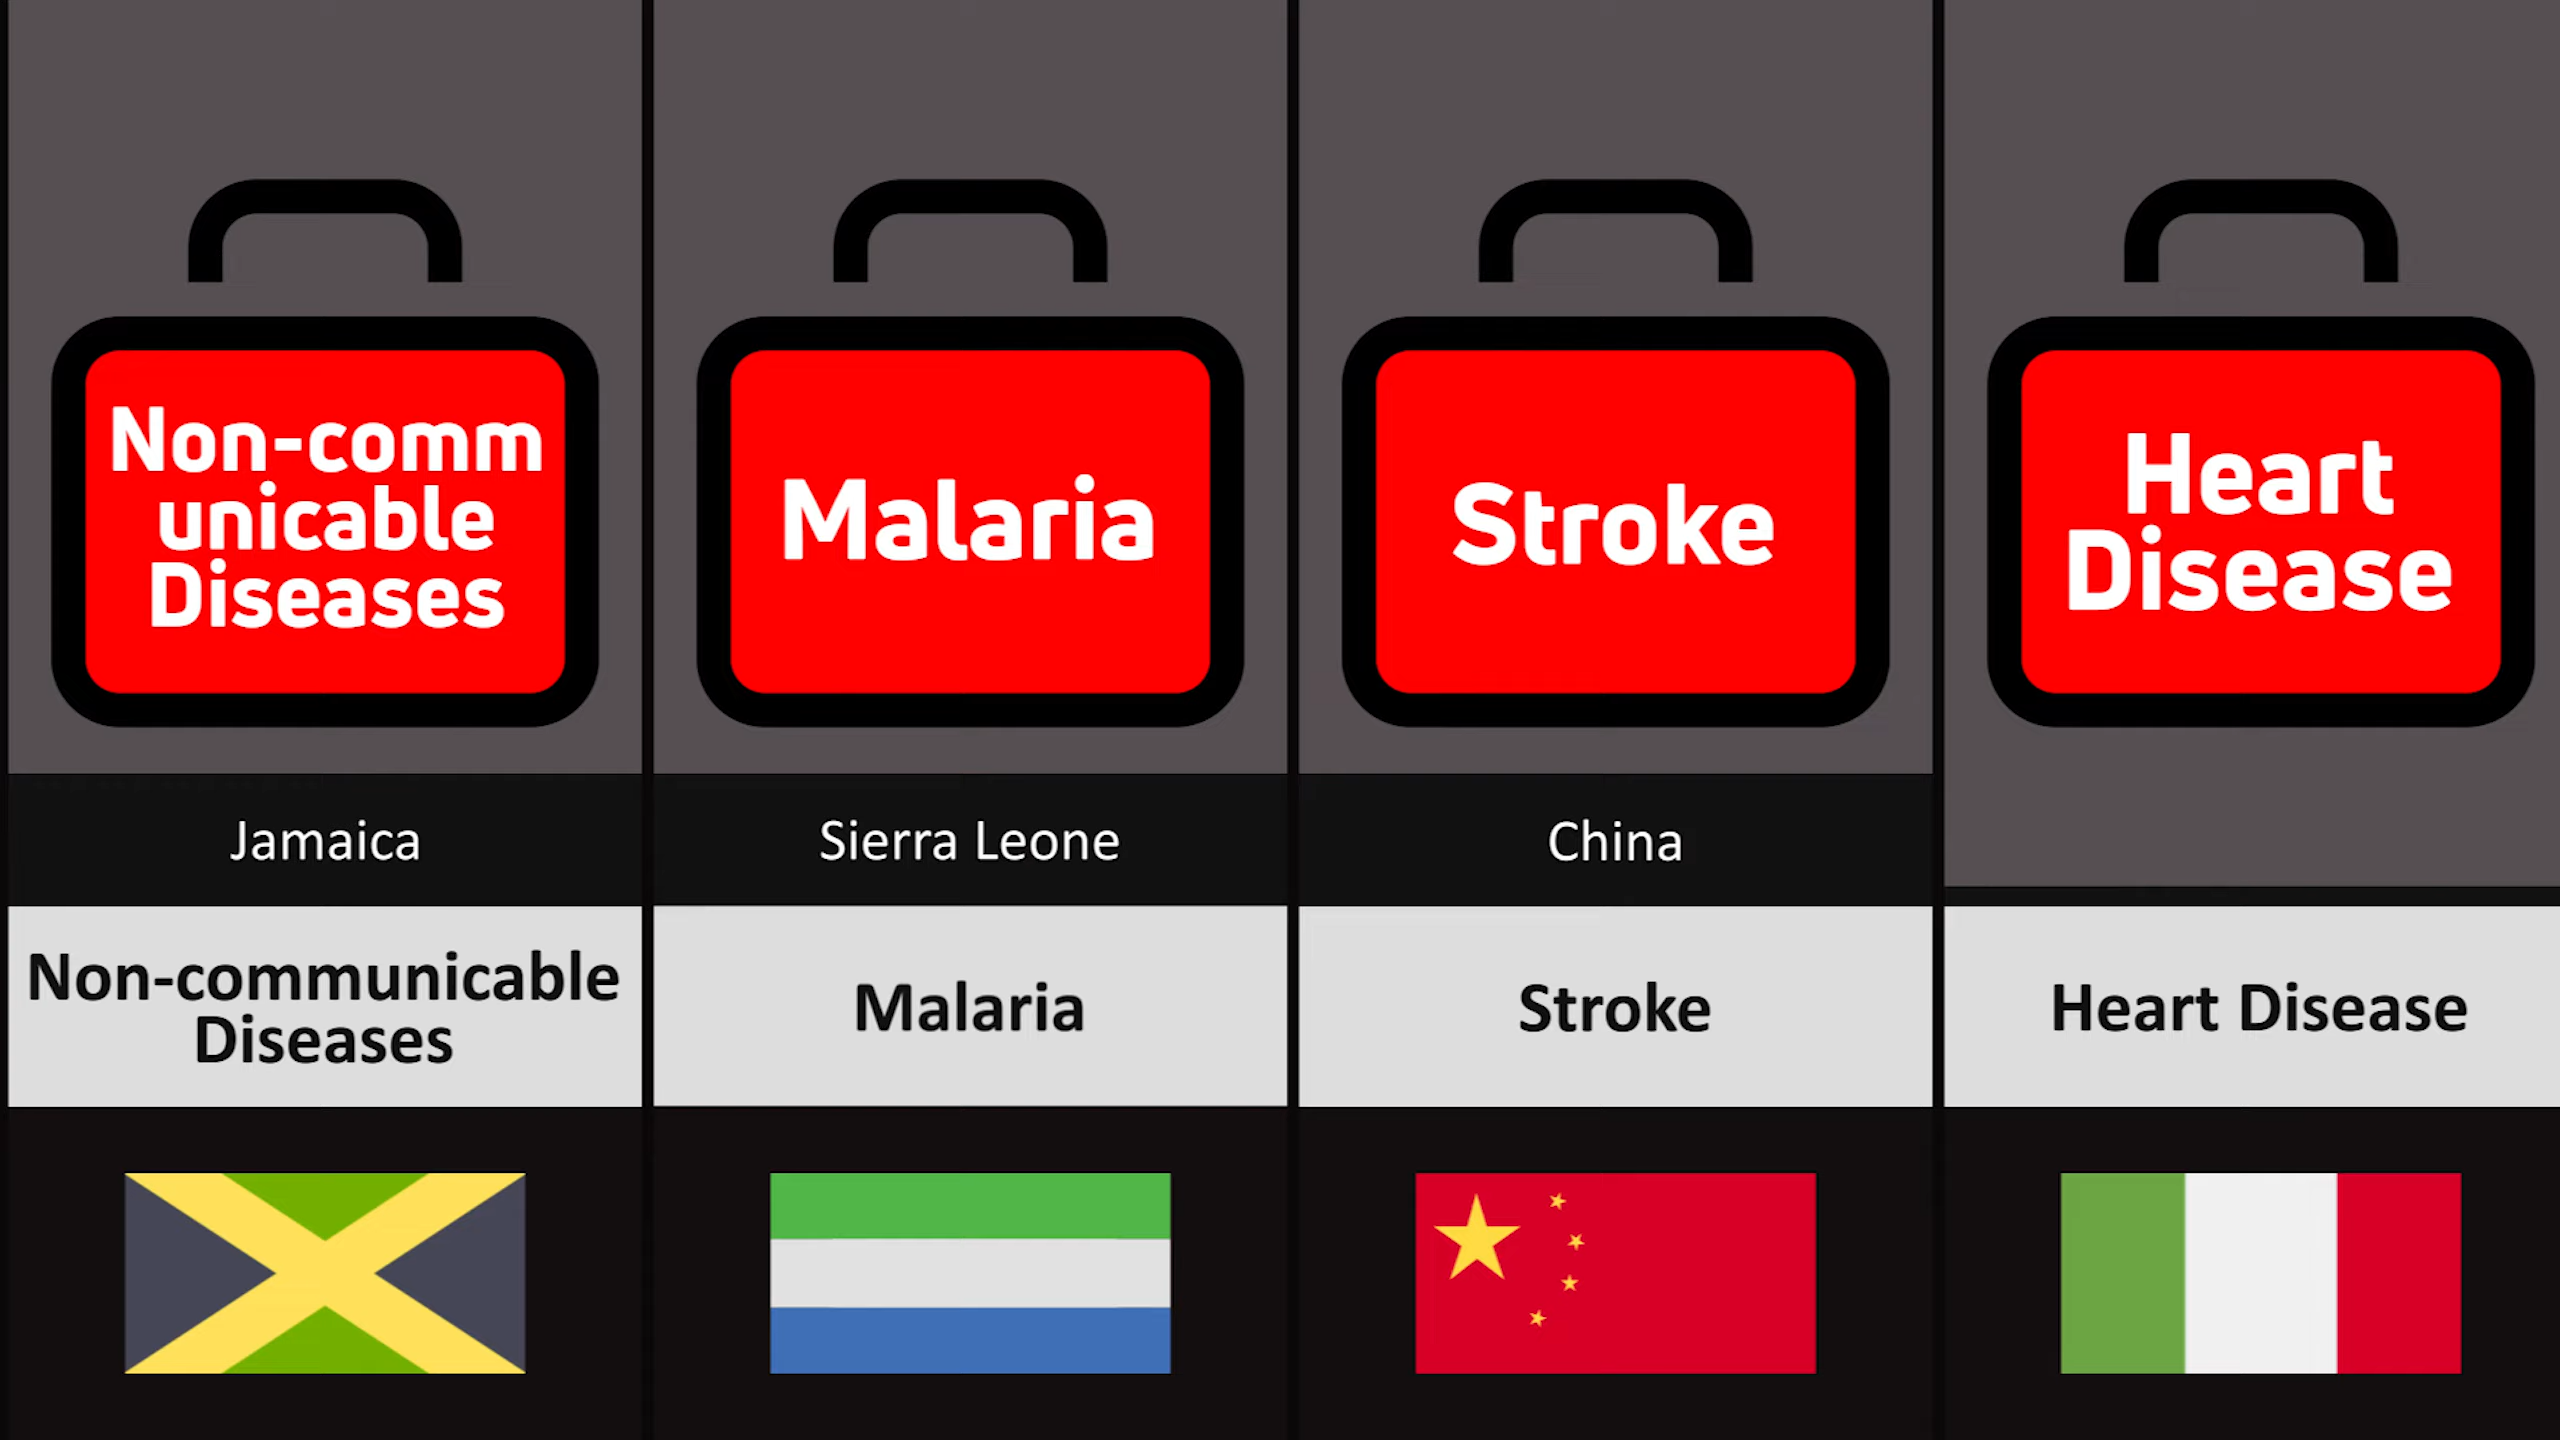 Non-comm
unicable
Diseases
Malaria
Stroke
Heart
Disease
Jamaica
Sierra Leone
China
Non-communicable
Diseases
Malaria
Stroke
Heart Disease